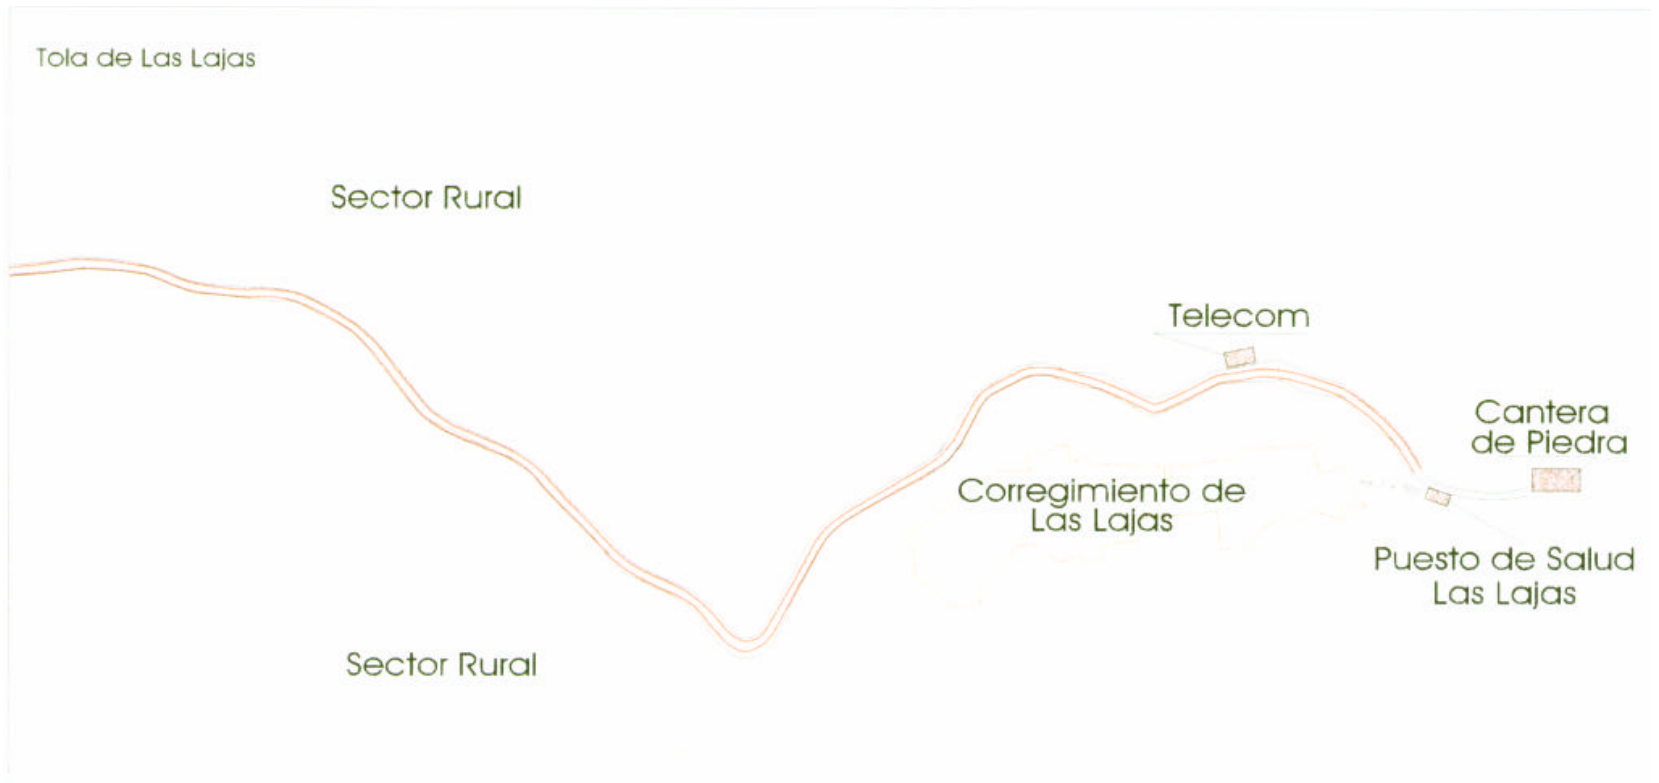 Tola de Las Lajas
Sector Rural
Telecom
Cantera
de Piedra
Corregimiento de
Las Lajas
Puesto de Salud
Las Lajas
Sector Rural